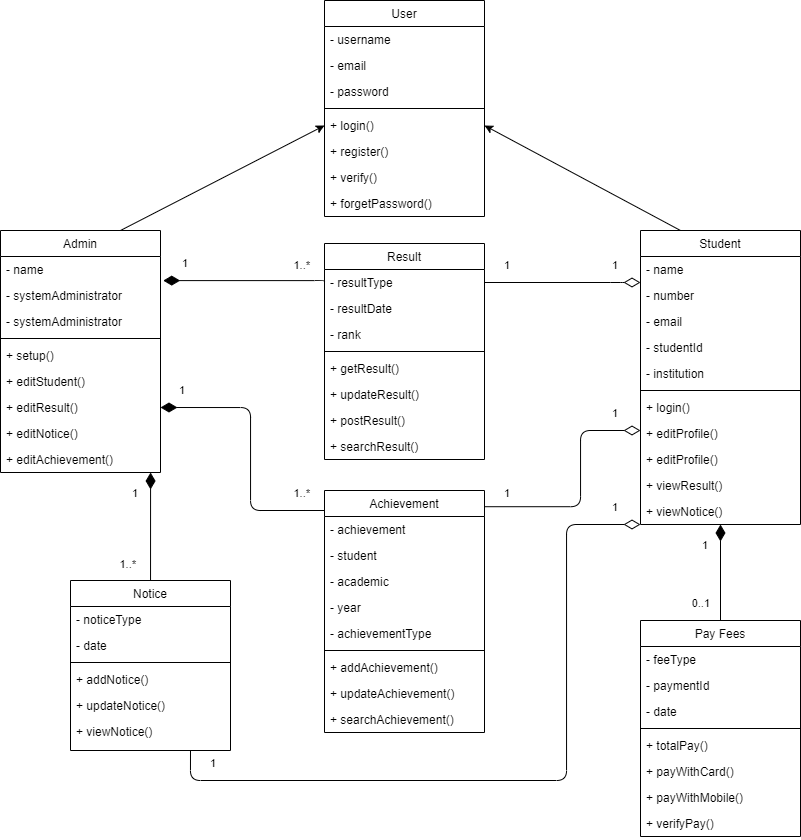 User
- username
- email
- password
+ login()
+ register()
+ verify()
+ forgetPassword()
Admin
- name
- systemAdministrator
- systemAdministrator
+ setup()
+ editStudent()
+ editResult()
+ editNotice()
+ editAchievement()
1
1..*
Result
- resultType
- resultDate
- rank
+ getResult()
+ updateResult()
+ postResult()
+ searchResult()
1
1
Student
- name
- number
- email
- studentId
- institution
+ login()
+ editProfile()
+ editProfile()
+ viewResult()
+ viewNotice()
1
1..*
Achievement
- achievement
- student
- academic
- year
- achievementType
+ addAchievement()
+ updateAchievement()
+ searchAchievement()
1
1
1
1
1..*
Notice
- noticeType
- date
+ addNotice()
+ updateNotice()
+ viewNotice()
1
1
0..1
Pay Fees
- feeType
- paymentId
- date
+ totalPay()
+ payWithCard()
+ payWithMobile()
+ verifyPay()